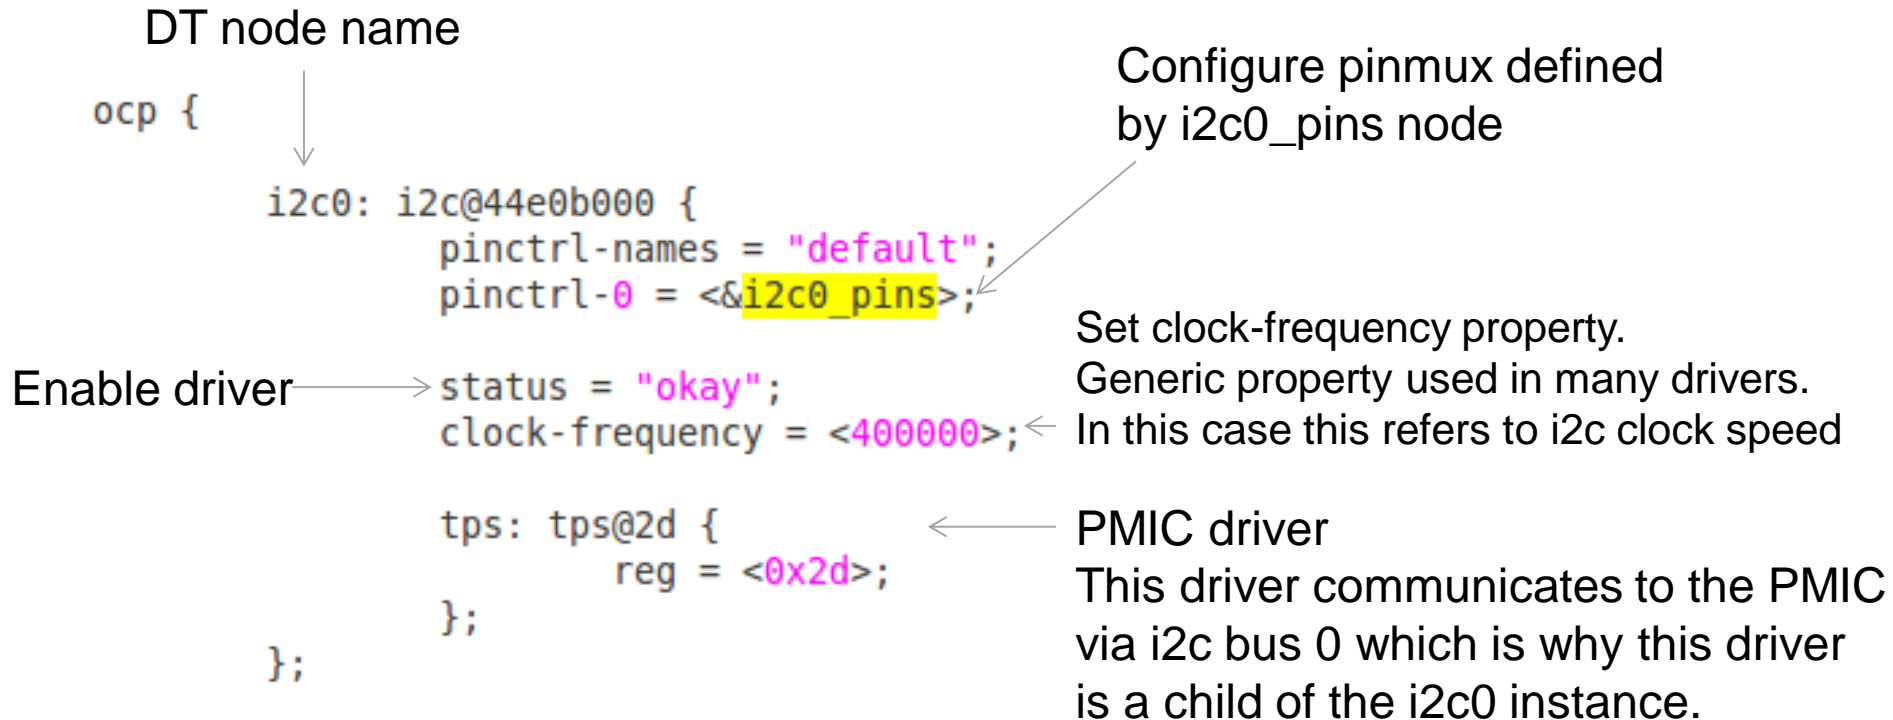 DT node name
Configure pinmux defined
by i2c0_pins node
ocp {
i2c0: i2c@44e0b000 {
pinctrl-names = "default";
pinctrl-0 = <&i2c0_pins>;
Enable driver
status = "okay";
clock-frequency = <400000>;
Set clock-frequency property.
Generic property used in many drivers.
In this case this refers to i2c clock speed
tps: tps@2d {
reg = <0x2d>;
};
};
PMIC driver
This driver communicates to the PMIC
via i2c bus 0 which is why this driver
is a child of the i2c0 instance.